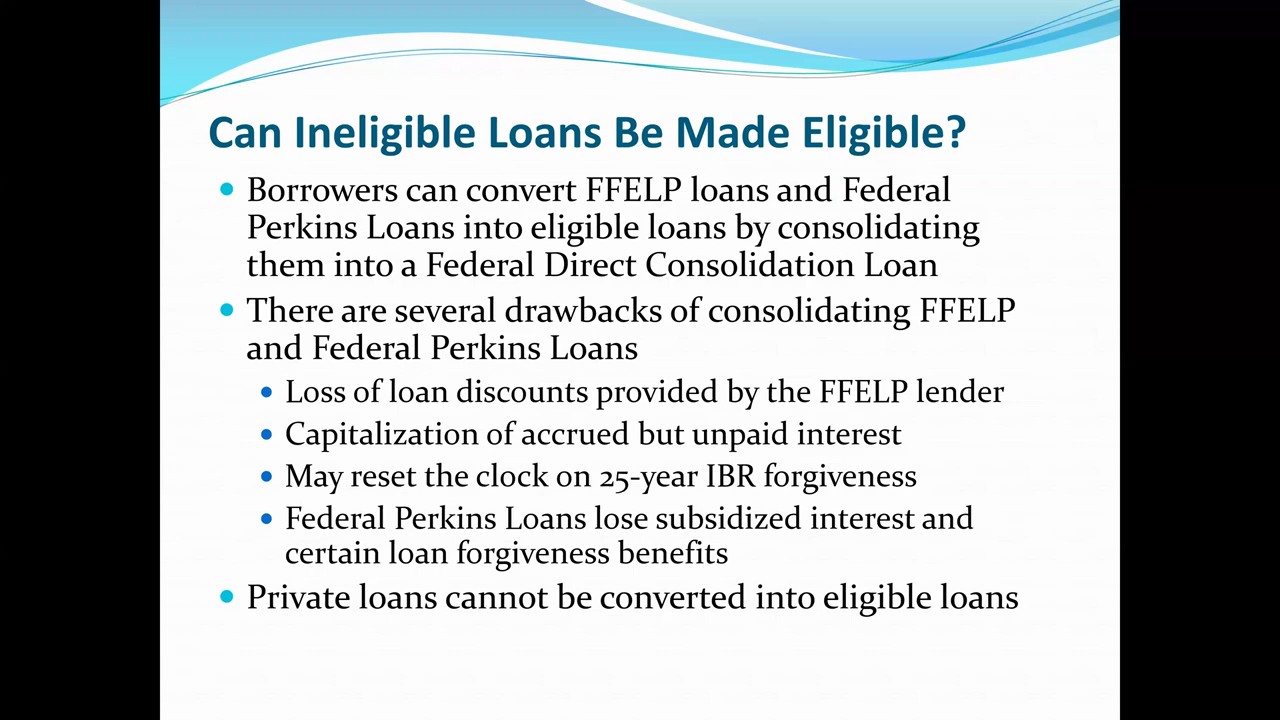 Can Ineligible Loans Be Made Eligible?
• Borrowers can convert FFELP loans and Federal
Perkins Loans into eligible loans by consolidating
them into a Federal Direct Consolidation Loan
• There are several drawbacks of consolidating FFELP
and Federal Perkins Loans
• Loss of loan discounts provided by the FFELP lender
• Capitalization of accrued but unpaid interest
• May reset the clock on 25-year IBR forgiveness
• Federal Perkins Loans lose subsidized interest and
certain loan forgiveness benefits
• Private loans cannot be converted into eligible loans